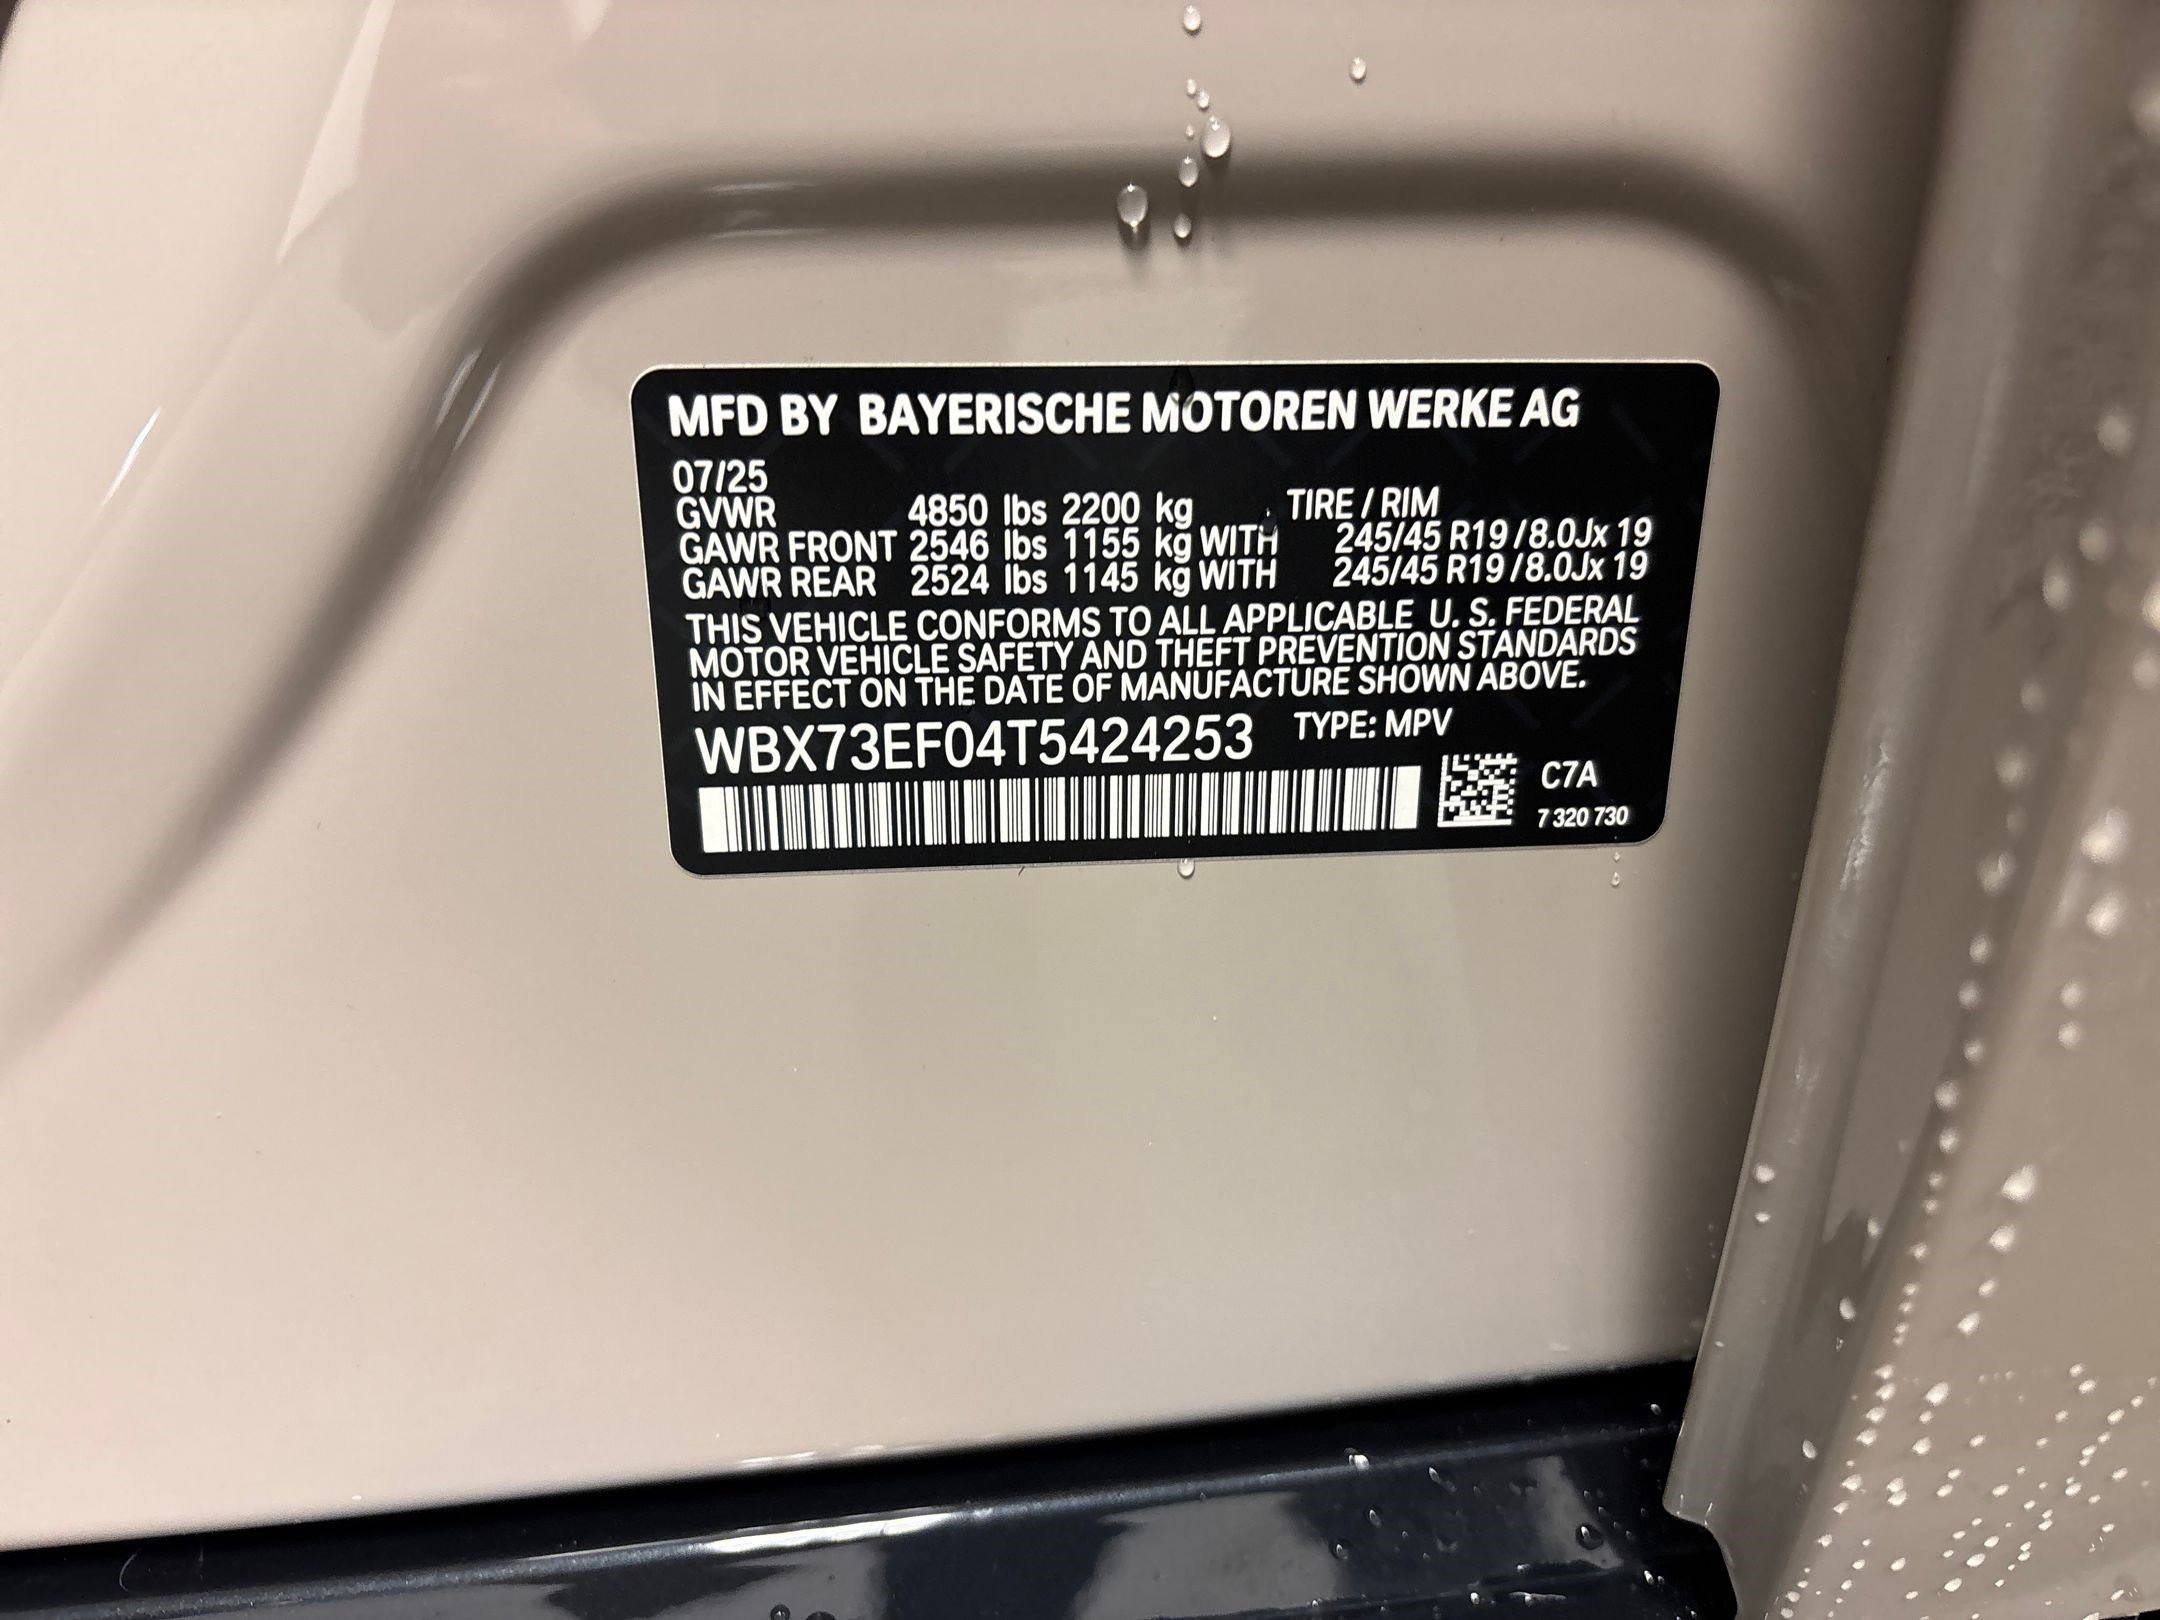 MFD BY BAYERISCHE MOTOREN WERKE AG
07/25
GVWR 4850 lbs 2200 kg TIRE / RIM
GAWR FRONT 2546 lbs 1155 kg WITH 245/45 R19 /8.0Jx 19
GAWR REAR 2524 lbs 1145 kg WITH 245/45 R19 /8.0Jx 19
THIS VEHICLE CONFORMS TO ALL APPLICABLE U. S. FEDERAL
MOTOR VEHICLE SAFETY AND THEFT PREVENTION STANDARDS
IN EFFECT ON THE DATE OF MANUFACTURE SHOWN ABOVE.
WBX73EF04T5424253 TYPE: MPV
C7A
7 320 730